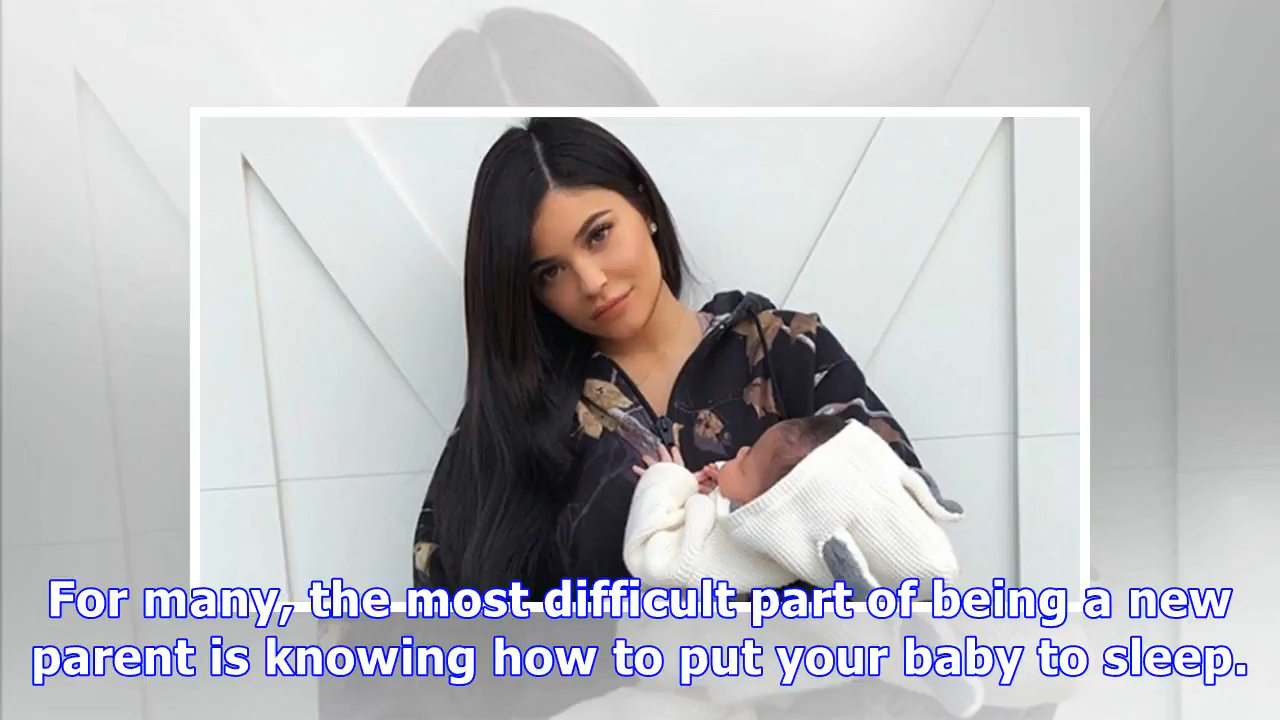 For many, the most difficult part of being a new
parent is knowing how to put your baby to sleep.